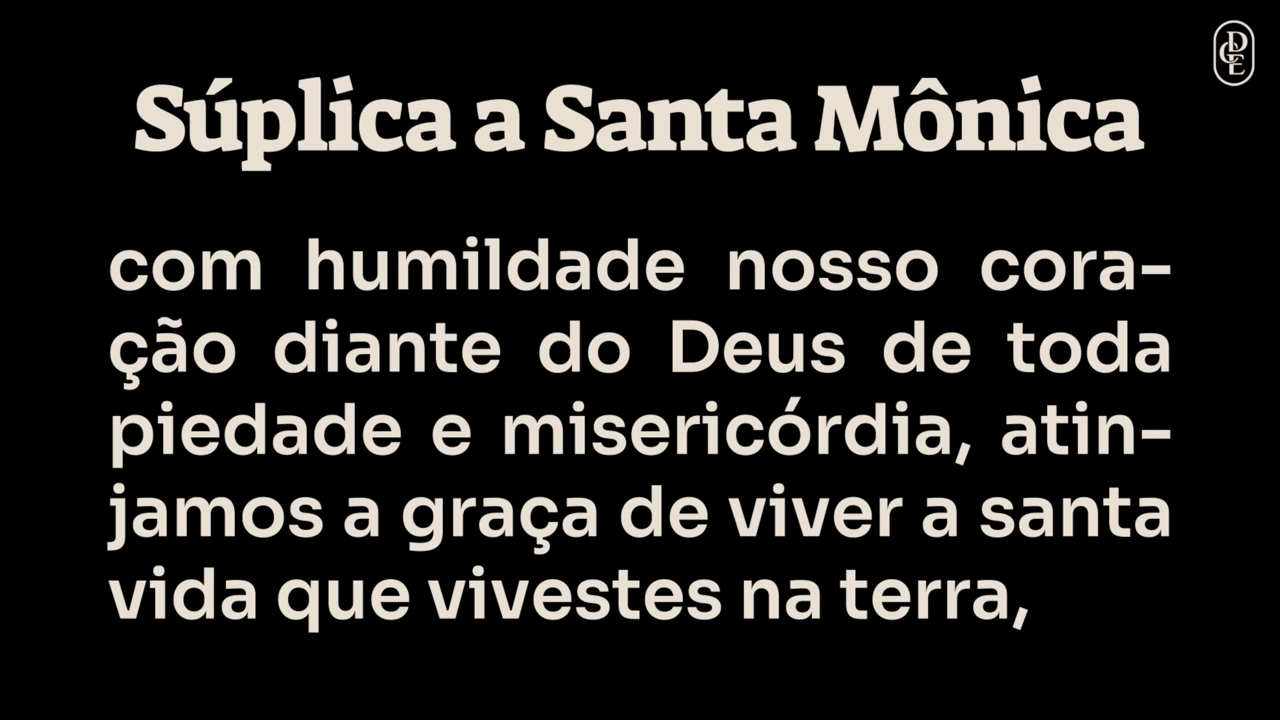 Súplica a Santa Mônica
com humildade nosso cora-
ção diante do Deus de toda
piedade e misericórdia, atin-
jamos a graça de viver a santa
vida que vivestes na terra,